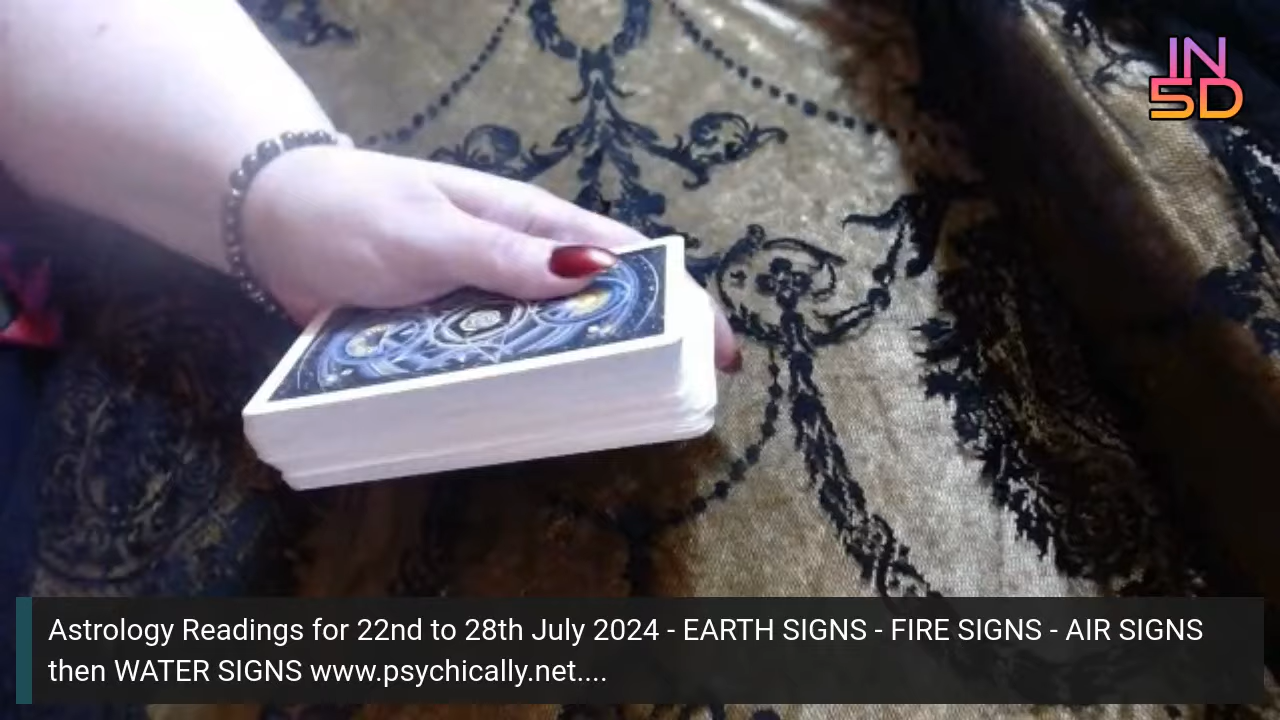 IN
5D
Astrology Readings for 22nd to 28th July 2024 - EARTH SIGNS - FIRE SIGNS - AIR SIGNS
then WATER SIGNS www.psychically.net....